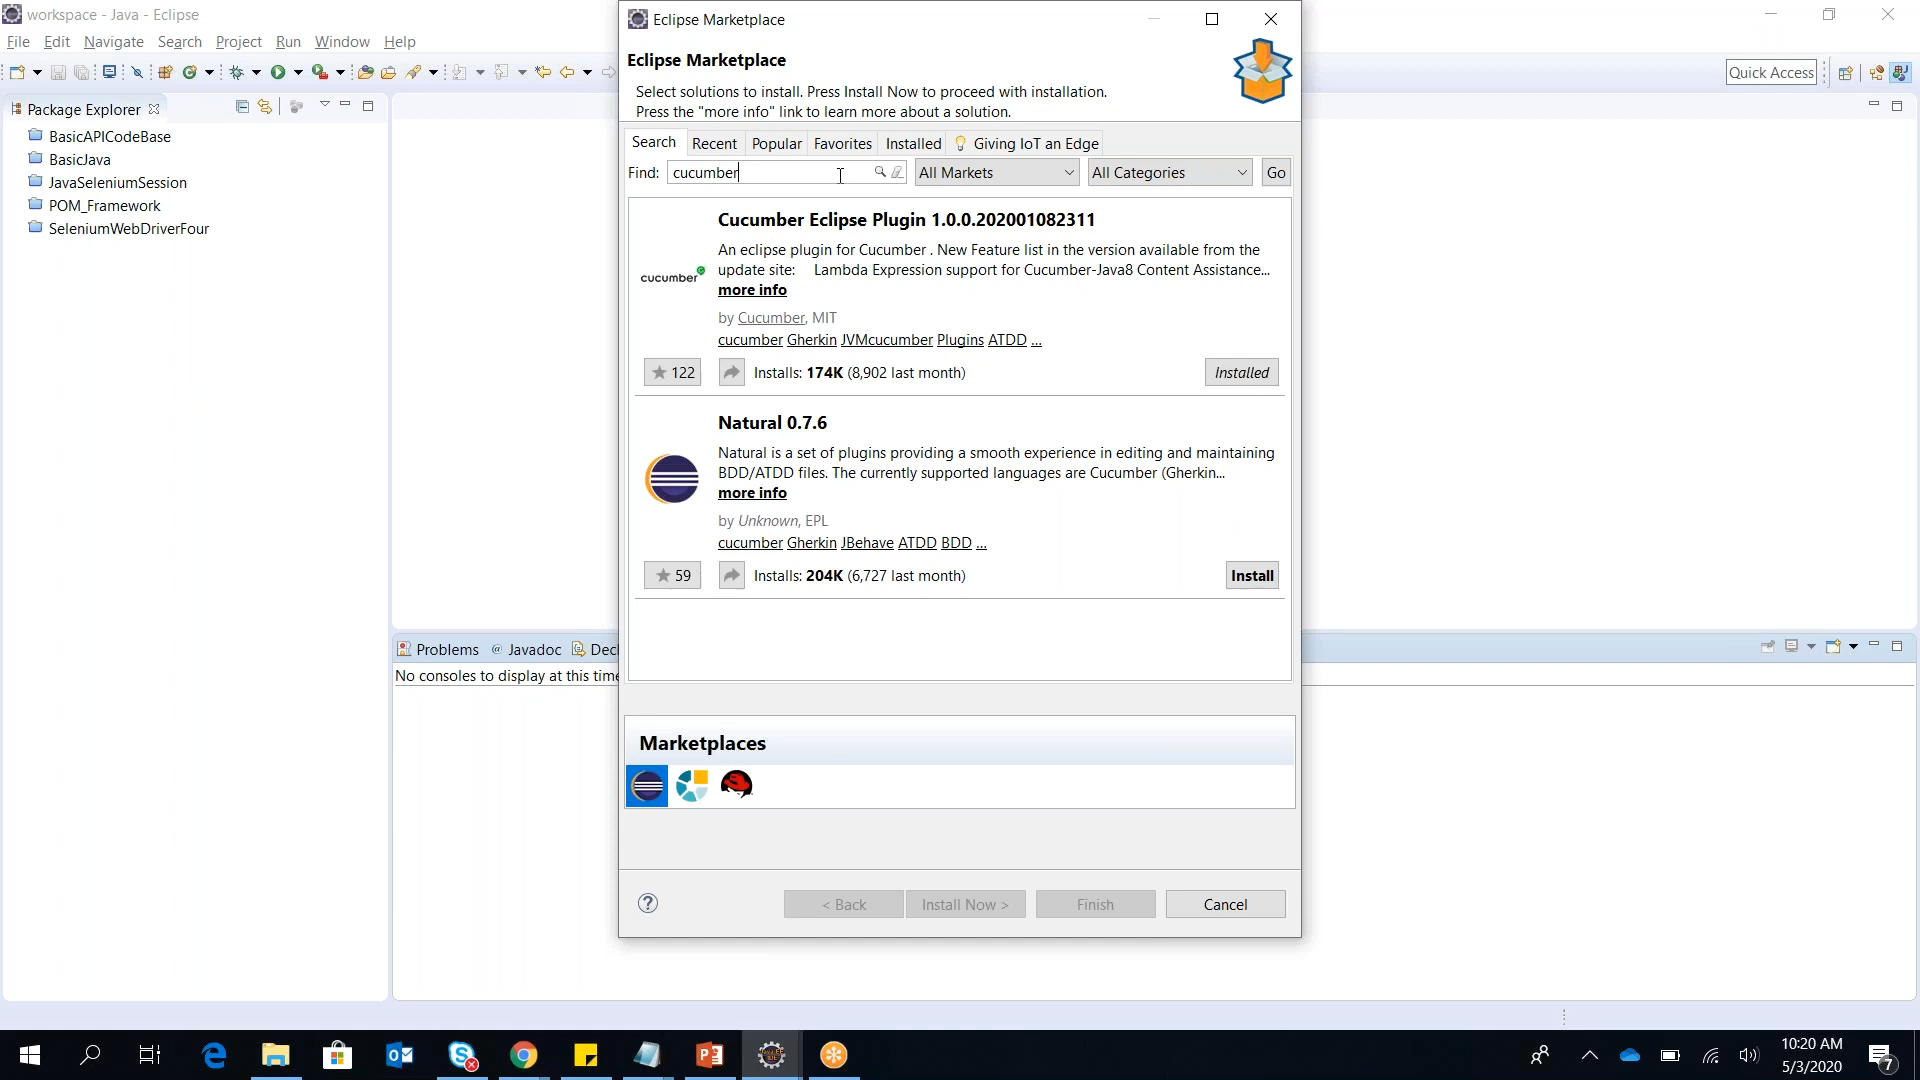 workspace - Java - Eclipse
File Edit Navigate Search Project Run Window Help
Quick Access
Package Explorer
BasicAPICodeBase
BasicJava
JavaSeleniumSession
POM_Framework
SeleniumWebDriverFour
Problems @ Javadoc Decl
No consoles to display at this time
Eclipse Marketplace
Eclipse Marketplace
Select solutions to install. Press Install Now to proceed with installation.
Press the "more info" link to learn more about a solution.
Search Recent Popular Favorites Installed Giving IoT an Edge
Find: cucumber All Markets All Categories Go
Cucumber Eclipse Plugin 1.0.0.202001082311
An eclipse plugin for Cucumber . New Feature list in the version available from the
update site: Lambda Expression support for Cucumber-Java8 Content Assistance...
cucumber
more info
by Cucumber, MIT
cucumber Gherkin JVMcucumber Plugins ATDD ...
122 Installs: 174K (8,902 last month) Installed
Natural 0.7.6
Natural is a set of plugins providing a smooth experience in editing and maintaining
BDD/ATDD files. The currently supported languages are Cucumber (Gherkin...
more info
by Unknown, EPL
cucumber Gherkin JBehave ATDD BDD ...
59 Installs: 204K (6,727 last month) Install
Marketplaces
? < Back Install Now > Finish Cancel
10:20 AM
5/3/2020
7